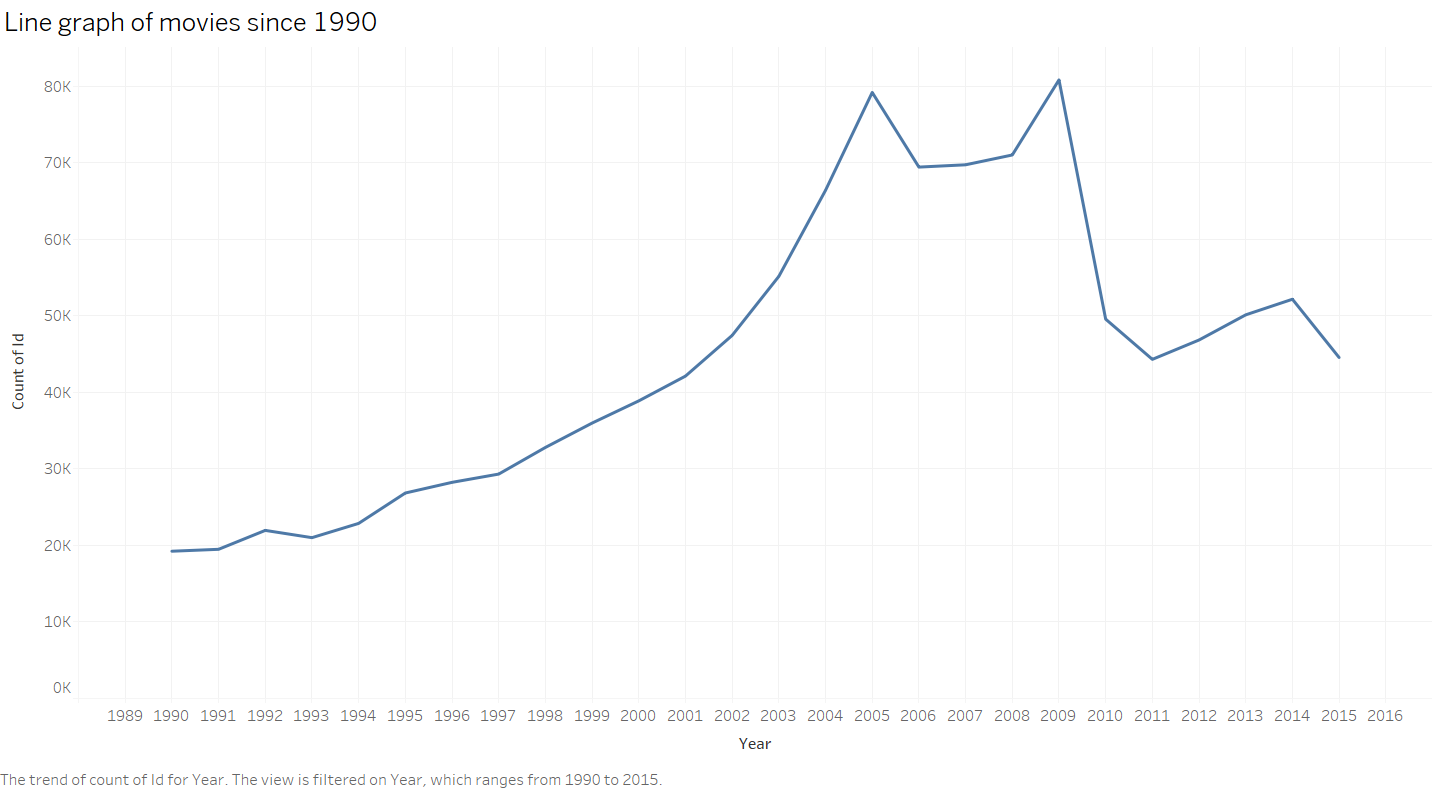 Line graph of movies since 1990
80K
70K
60K
50K
40K
30K
20K
10K
0K
Count of Id
1989 1990 1991 1992 1993 1994 1995 1996 1997 1998 1999 2000 2001 2002 2003 2004 2005 2006 2007 2008 2009 2010 2011 2012 2013 2014 2015 2016
Year
The trend of count of Id for Year. The view is filtered on Year, which ranges from 1990 to 2015.